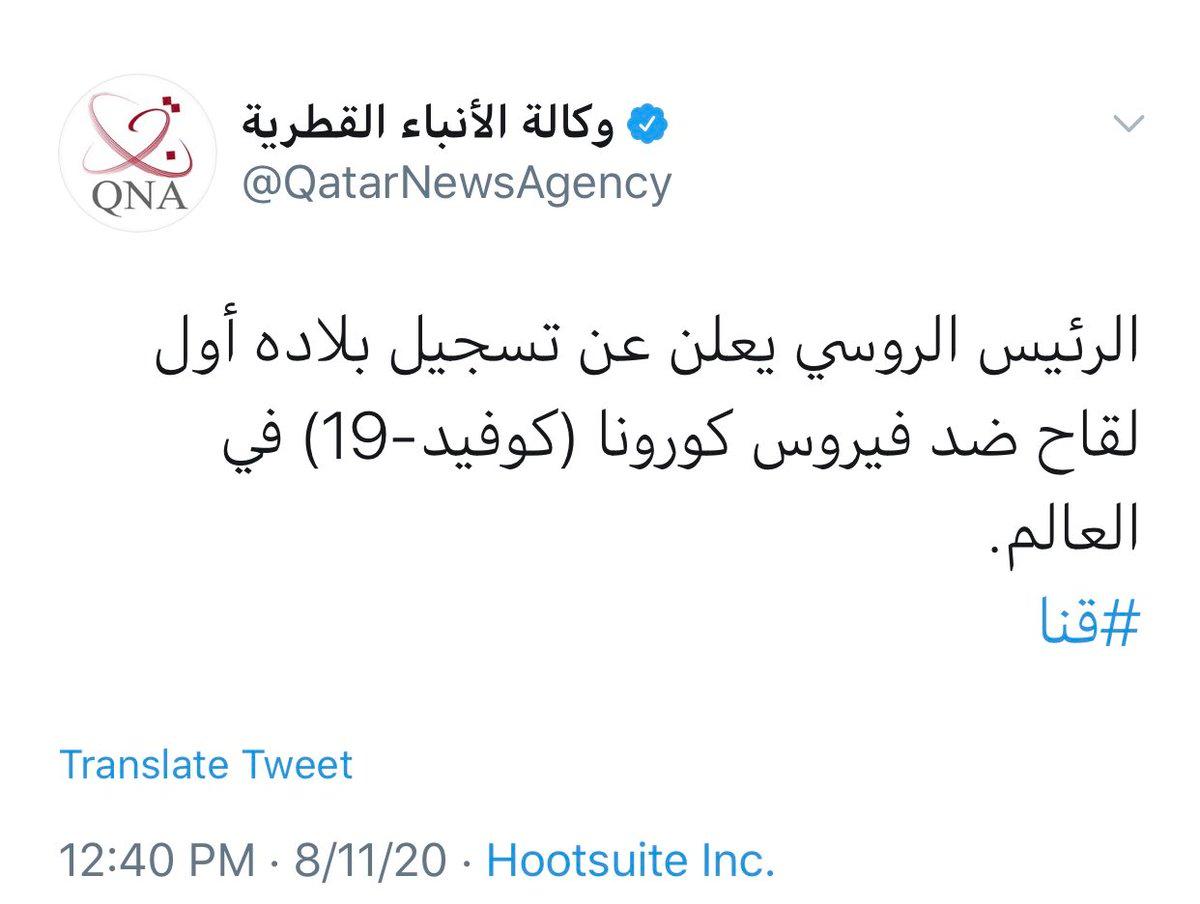 QNA
وكالة الأنباء القطرية
@QatarNewsAgency
الرئيس الروسي يعلن عن تسجيل بلاده أول
لقاح ضد فيروس كورونا (كوفيد-19) في
العالم.
#قنا
Translate Tweet
12:40 PM · 8/11/20 · Hootsuite Inc.